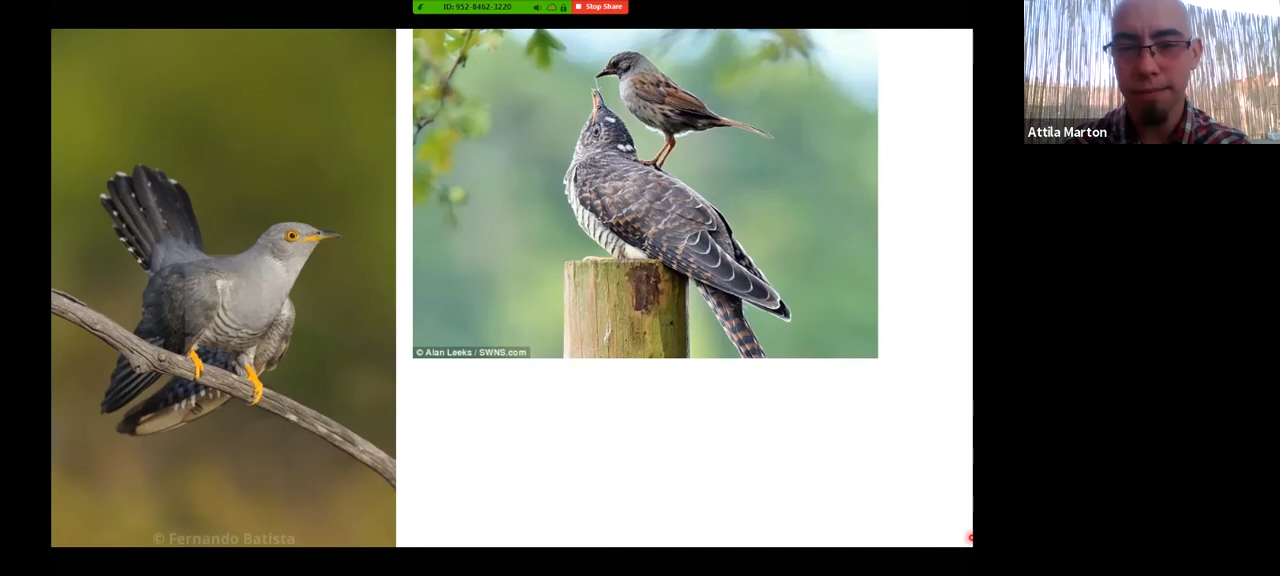 ID: 952-8462-3220
Stop Share
Attila Marton
© Alan Leeks / SWNS.com
© Fernando Batista